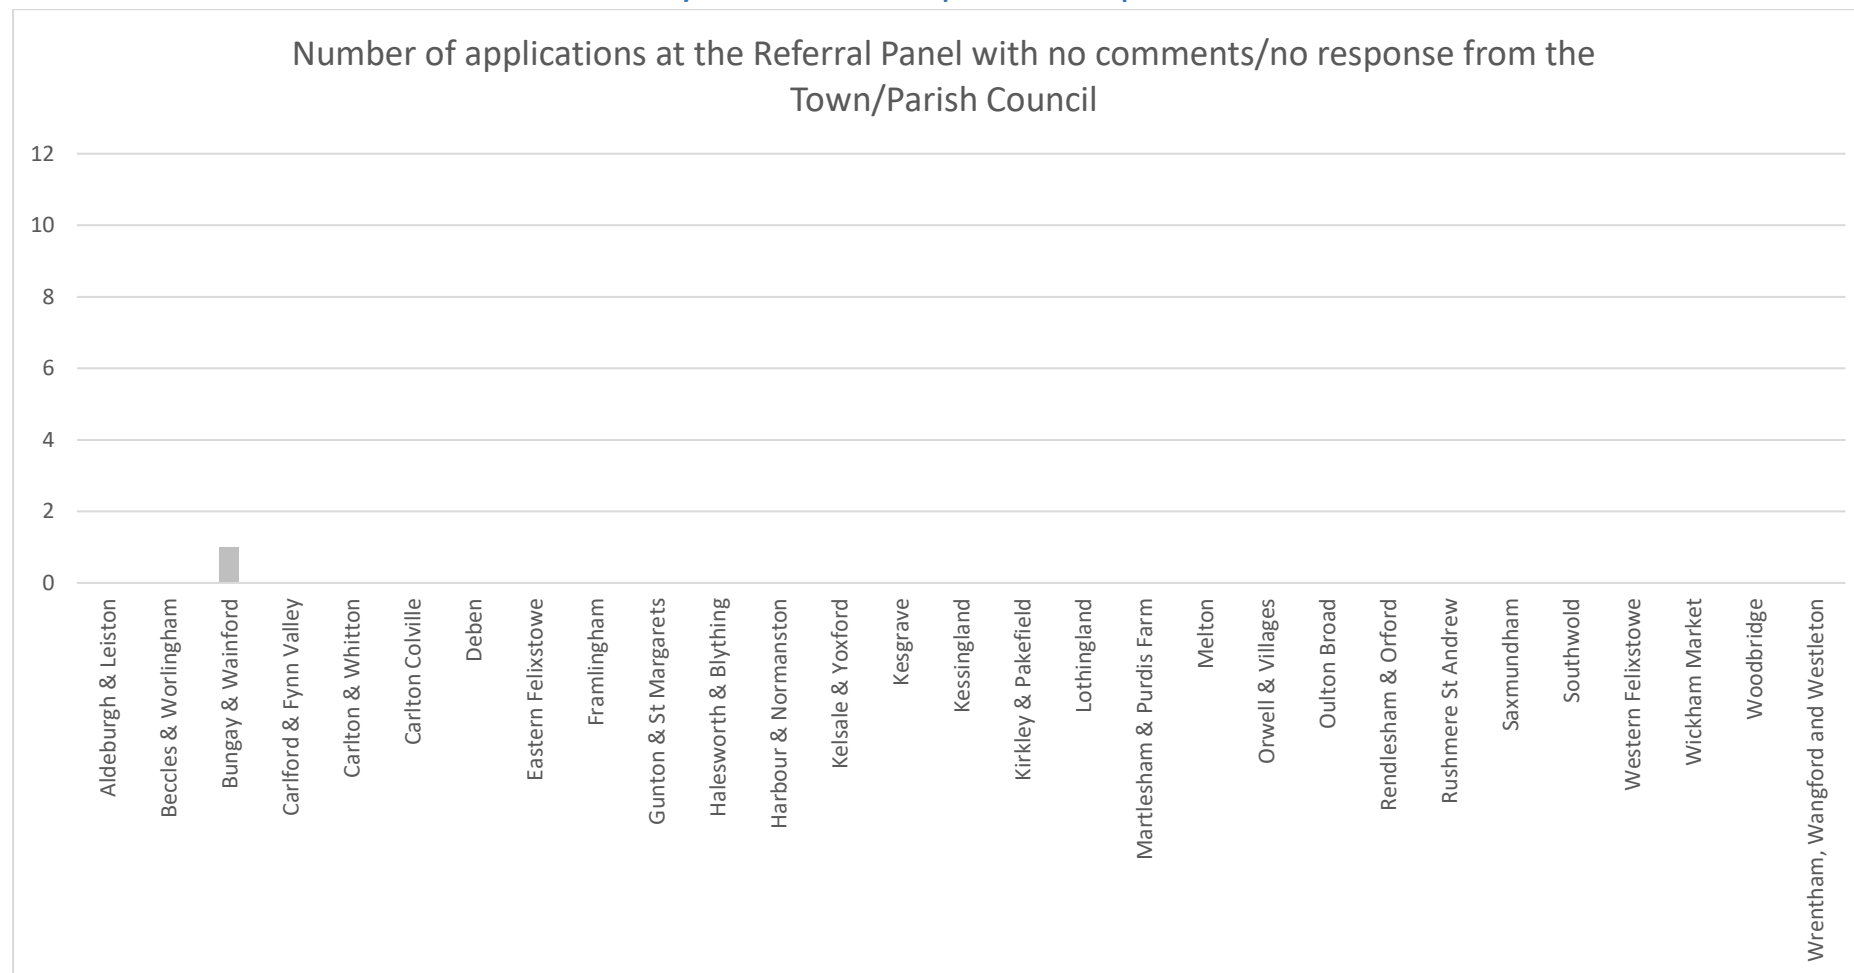 Number of applications at the Referral Panel with no comments/no response from the
Town/Parish Council
12
10
8
6
4
2
0
Aldeburgh & Leiston
Beccles & Worlingham
Bungay & Wainford
Carlford & Fynn Valley
Carlton & Whitton
Carlton Colville
Deben
Eastern Felixstowe
Framlingham
Gunton & St Margarets
Halesworth & Blything
Harbour & Normanston
Kelsale & Yoxford
Kesgrave
Kessingland
Kirkley & Pakefield
Lothingland
Martlesham & Purdis Farm
Melton
Orwell & Villages
Oulton Broad
Rendlesham & Orford
Rushmere St Andrew
Saxmundham
Southwold
Western Felixstowe
Wickham Market
Woodbridge
Wrentham, Wangford and Westleton